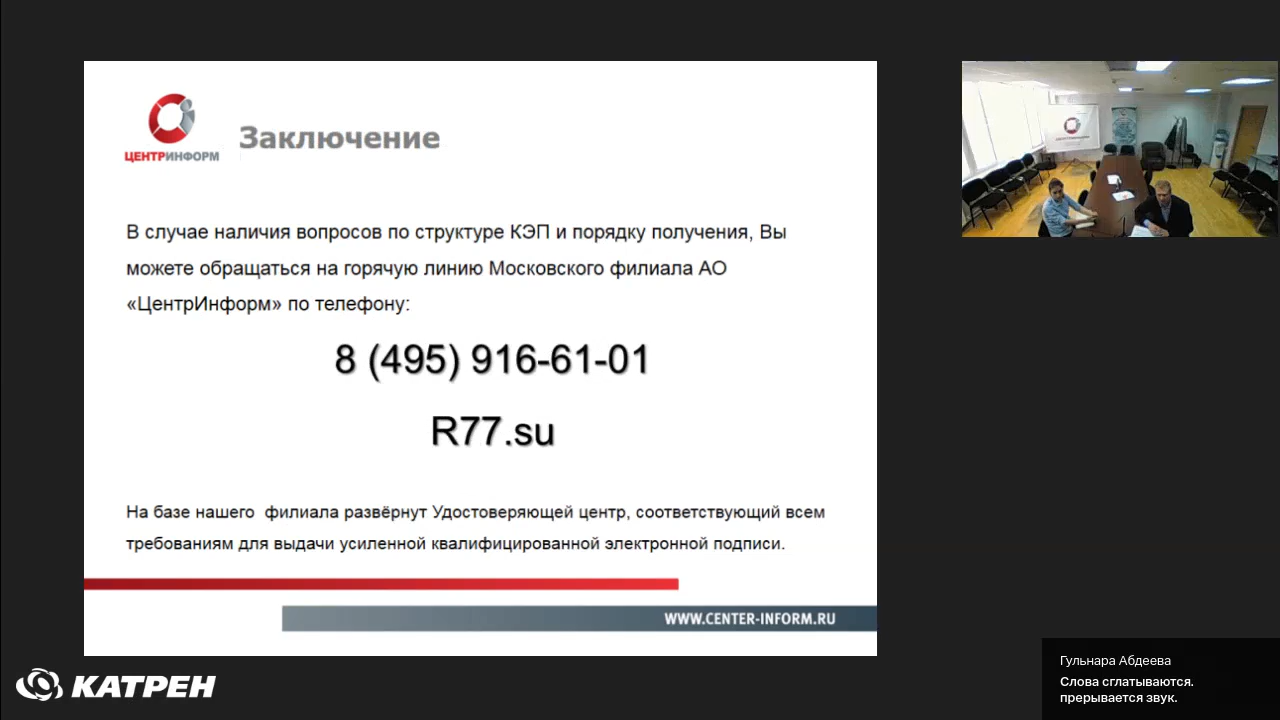 ЦЕНТРИНФОРМ
Заключение
В случае наличия вопросов по структуре КЭП и порядку получения, Вы
можете обращаться на горячую линию Московского филиала АО
«ЦентрИнформ» по телефону:
8 (495) 916-61-01
R77.su
На базе нашего филиала развёрнут Удостоверяющей центр, соответствующий всем
требованиям для выдачи усиленной квалифицированной электронной подписи.
WWW.CENTER-INFORM.RU
КАТРЕН
Гульнара Абдеева
Слова сглатываются.
прерывается звук.